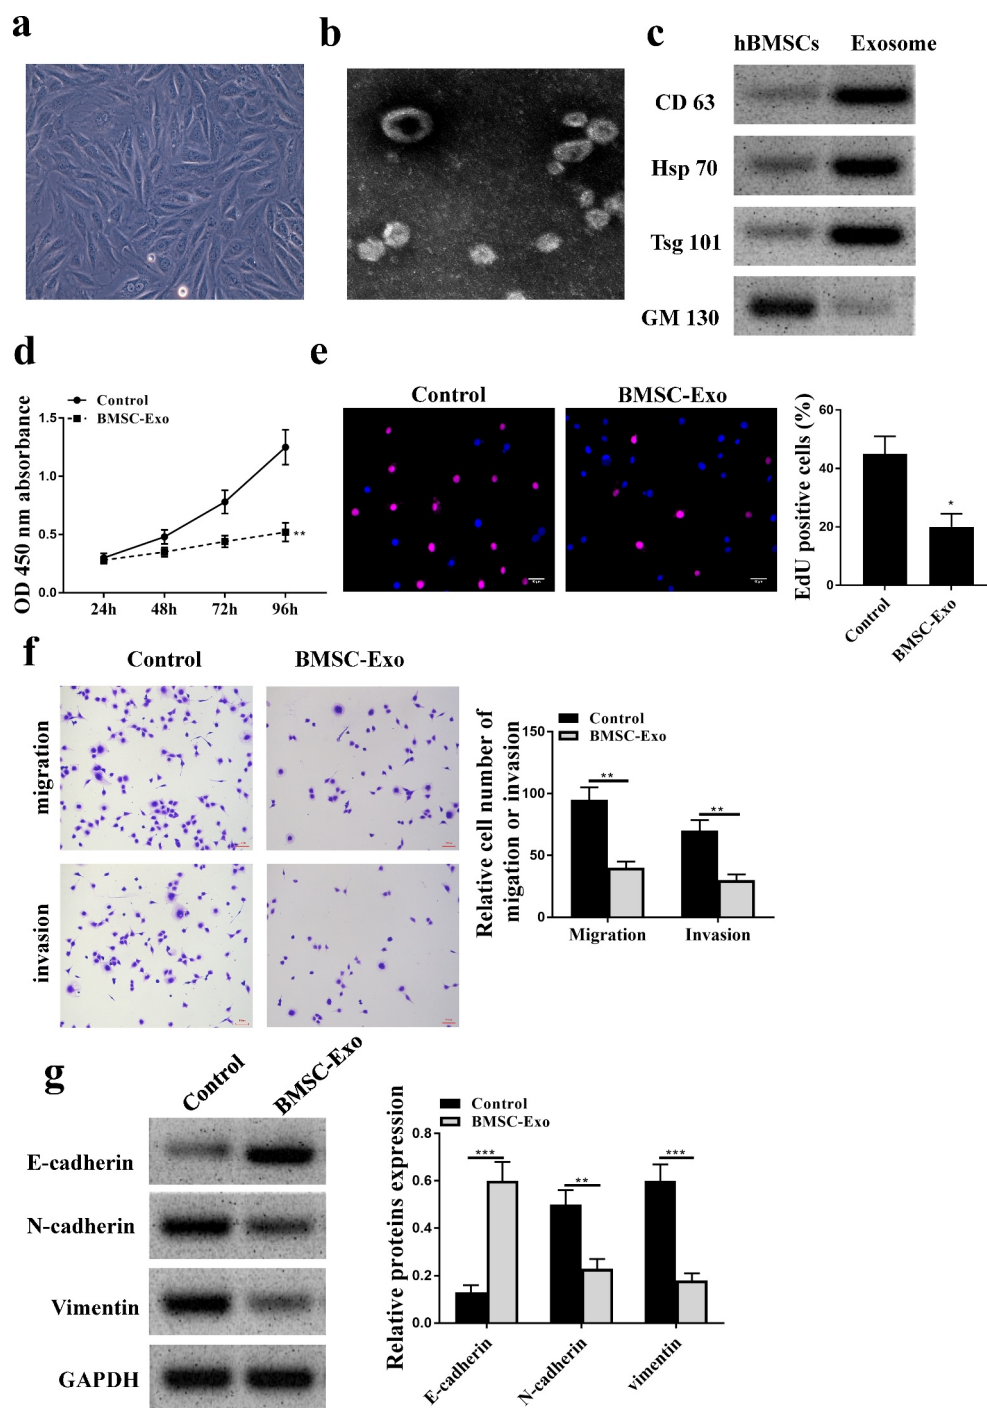 a
b
c
hBMSCs Exosome
CD 63
Hsp 70
Tsg 101
GM 130
d
Control
BMSC-Exo
OD 450 nm absorbance
1.5
1.0
0.5
0.0
**
24h 48h 72h 96h
e
Control BMSC-Exo
EdU positive cells (%)
60
40
20
0
*
Control
BMSC-Exo
f
Control BMSC-Exo
migration
invasion
Control
BMSC-Exo
Relative cell number of
migation or invasion
150
100
50
0
**
**
Migration Invasion
g
Control
BMSC-Exo
E-cadherin
N-cadherin
Vimentin
GAPDH
Control
BMSC-Exo
Relative proteins expression
0.8
0.6
0.4
0.2
0.0
***
**
***
E-cadherin
N-cadherin
vimentin